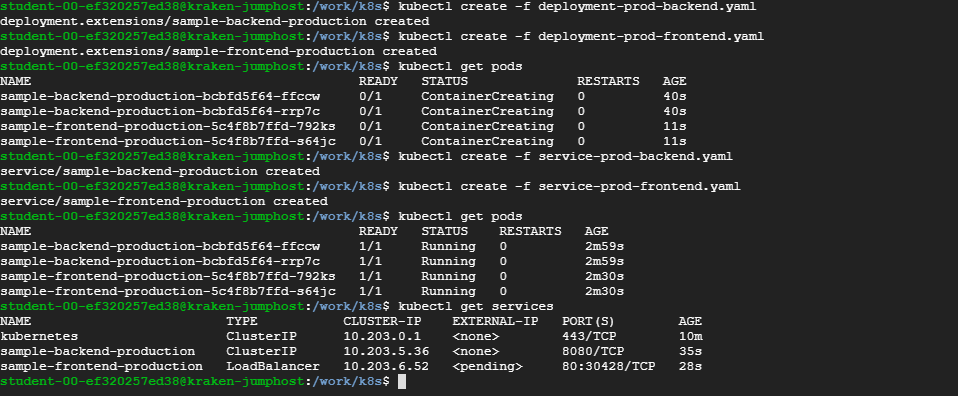 student-00-ef320257ed38@kraken-jumphost:/work/k8s$ kubectl create -f deployment-prod-backend.yaml
deployment.extensions/sample-backend-production created
student-00-ef320257ed38@kraken-jumphost:/work/k8s$ kubectl create -f deployment-prod-frontend.yaml
deployment.extensions/sample-frontend-production created
student-00-ef320257ed38@kraken-jumphost:/work/k8s$ kubectl get pods
NAME READY STATUS RESTARTS AGE
sample-backend-production-bcbfd5f64-ffccw 0/1 ContainerCreating 0 40s
sample-backend-production-bcbfd5f64-rrp7c 0/1 ContainerCreating 0 40s
sample-frontend-production-5c4f8b7ffd-792ks 0/1 ContainerCreating 0 11s
sample-frontend-production-5c4f8b7ffd-s64jc 0/1 ContainerCreating 0 11s
student-00-ef320257ed38@kraken-jumphost:/work/k8s$ kubectl create -f service-prod-backend.yaml
service/sample-backend-production created
student-00-ef320257ed38@kraken-jumphost:/work/k8s$ kubectl create -f service-prod-frontend.yaml
service/sample-frontend-production created
student-00-ef320257ed38@kraken-jumphost:/work/k8s$ kubectl get pods
NAME READY STATUS RESTARTS AGE
sample-backend-production-bcbfd5f64-ffccw 1/1 Running 0 2m59s
sample-backend-production-bcbfd5f64-rrp7c 1/1 Running 0 2m59s
sample-frontend-production-5c4f8b7ffd-792ks 1/1 Running 0 2m30s
sample-frontend-production-5c4f8b7ffd-s64jc 1/1 Running 0 2m30s
student-00-ef320257ed38@kraken-jumphost:/work/k8s$ kubectl get services
NAME TYPE CLUSTER-IP EXTERNAL-IP PORT(S) AGE
kubernetes ClusterIP 10.203.0.1 <none> 443/TCP 10m
sample-backend-production ClusterIP 10.203.5.36 <none> 8080/TCP 35s
sample-frontend-production LoadBalancer 10.203.6.52 <pending> 80:30428/TCP 28s
student-00-ef320257ed38@kraken-jumphost:/work/k8s$